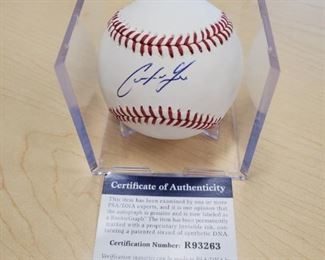 Certificate of Authenticity
This item has been examined by one or more
PSA/DNA experts, and it is our opinion that
the autograph is genuine and is now labeled as
a RookieGraph. The item has been permanently
marked with a proprietary invisible ink, con-
taining a patented strand of synthetic DNA.
Certification Number: R93263